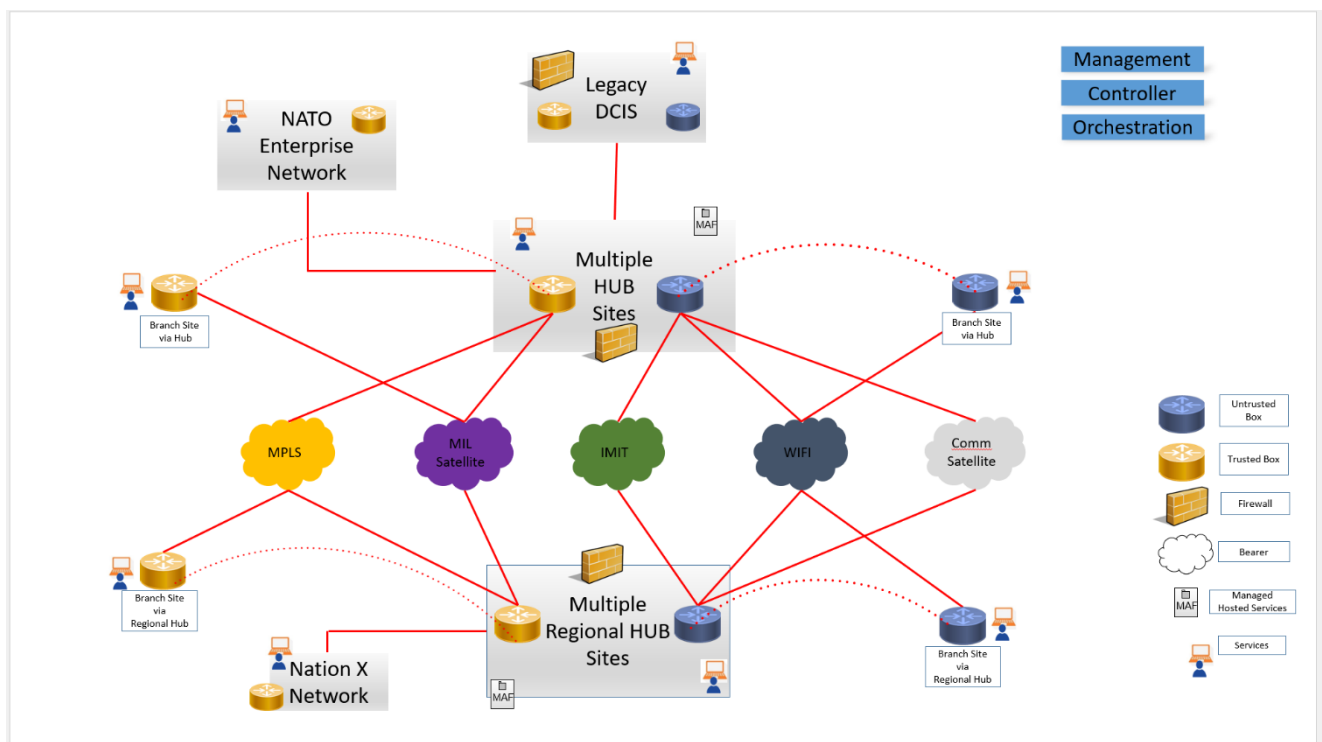 Legacy
DCIS
Management
Controller
Orchestration
NATO
Enterprise
Network
MAF
Multiple
HUB
Sites
Branch Site
via Hub
Branch Site
via Hub
MPLS
MIL
Satellite
IMIT
WIFI
Comm
Satellite
Untrusted
Box
Trusted Box
Firewall
Bearer
MAF
Managed
Hosted Services
Services
Branch Site
via
Regional Hub
Multiple
Regional HUB
Sites
Branch Site
via
Regional Hub
Nation X
Network
MAF